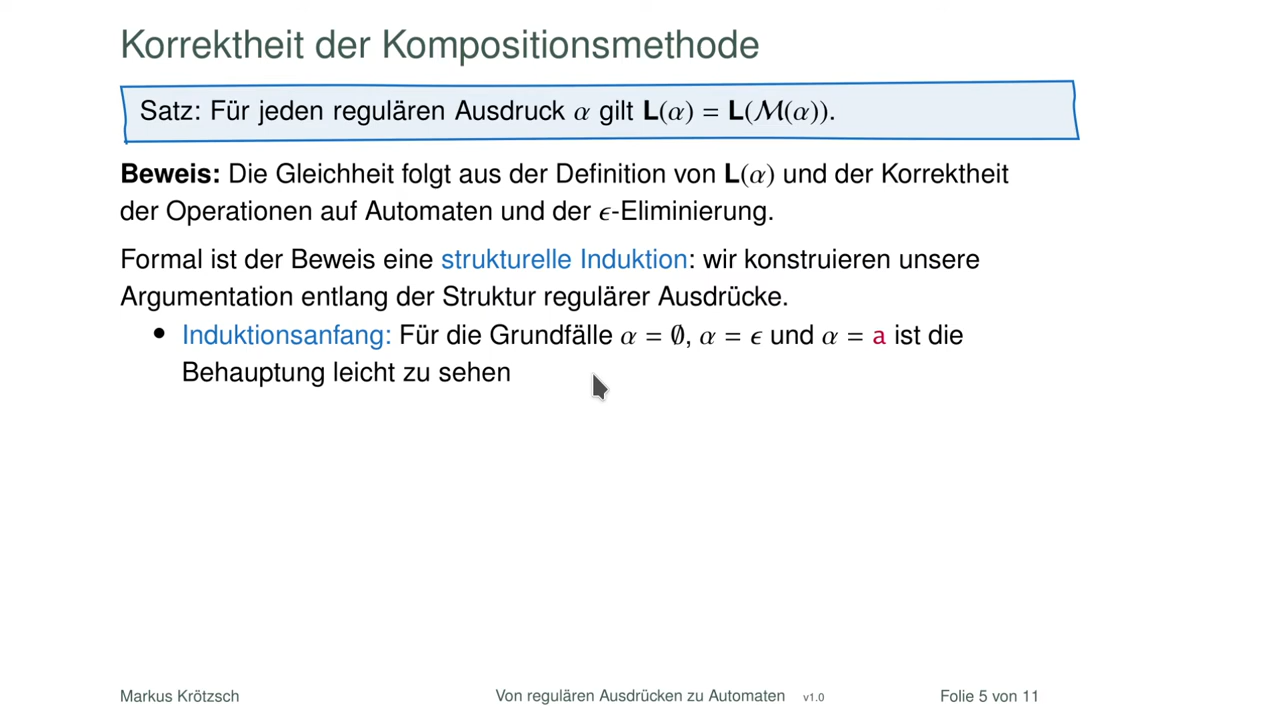 Korrektheit der Kompositionsmethode
Satz: Für jeden regulären Ausdruck α gilt L(α) = L(ℳ(α)).
Beweis: Die Gleichheit folgt aus der Definition von L(α) und der Korrektheit
der Operationen auf Automaten und der ϵ-Eliminierung.
Formal ist der Beweis eine strukturelle Induktion: wir konstruieren unsere
Argumentation entlang der Struktur regulärer Ausdrücke.
• Induktionsanfang: Für die Grundfälle α = ∅, α = ϵ und α = a ist die
Behauptung leicht zu sehen
Markus Krötzsch Von regulären Ausdrücken zu Automaten v1.0 Folie 5 von 11